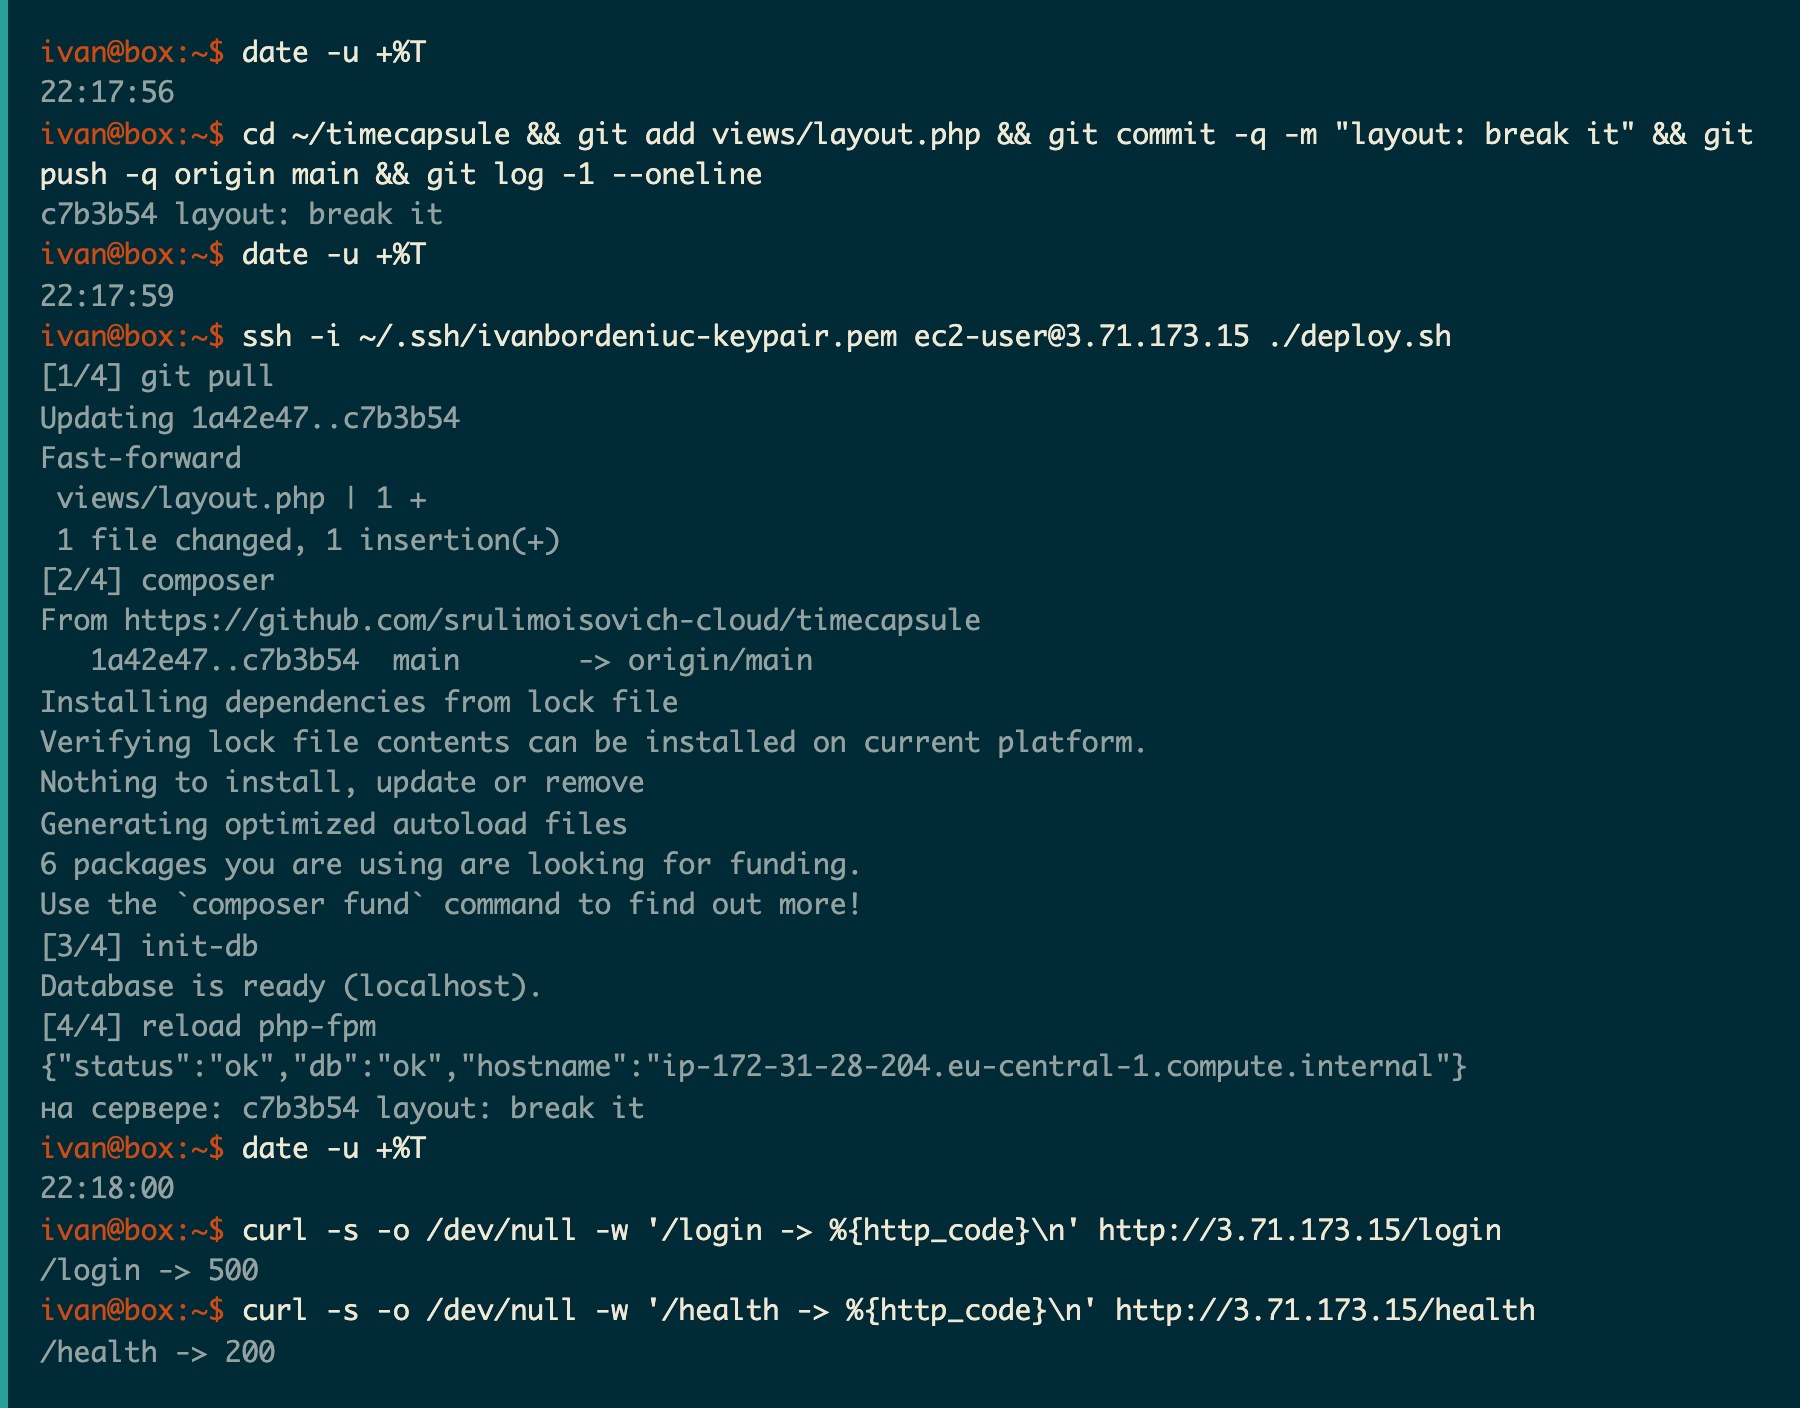 ivan@box:~$ date -u +%T
22:17:56
ivan@box:~$ cd ~/timecapsule && git add views/layout.php && git commit -q -m "layout: break it" && git
push -q origin main && git log -1 --oneline
c7b3b54 layout: break it
ivan@box:~$ date -u +%T
22:17:59
ivan@box:~$ ssh -i ~/.ssh/ivanbordeniuc-keypair.pem ec2-user@3.71.173.15 ./deploy.sh
[1/4] git pull
Updating 1a42e47..c7b3b54
Fast-forward
 views/layout.php | 1 +
 1 file changed, 1 insertion(+)
[2/4] composer
From https://github.com/srulimoisovich-cloud/timecapsule
   1a42e47..c7b3b54  main       -> origin/main
Installing dependencies from lock file
Verifying lock file contents can be installed on current platform.
Nothing to install, update or remove
Generating optimized autoload files
6 packages you are using are looking for funding.
Use the `composer fund` command to find out more!
[3/4] init-db
Database is ready (localhost).
[4/4] reload php-fpm
{"status":"ok","db":"ok","hostname":"ip-172-31-28-204.eu-central-1.compute.internal"}
на сервере: c7b3b54 layout: break it
ivan@box:~$ date -u +%T
22:18:00
ivan@box:~$ curl -s -o /dev/null -w '/login -> %{http_code}\n' http://3.71.173.15/login
/login -> 500
ivan@box:~$ curl -s -o /dev/null -w '/health -> %{http_code}\n' http://3.71.173.15/health
/health -> 200